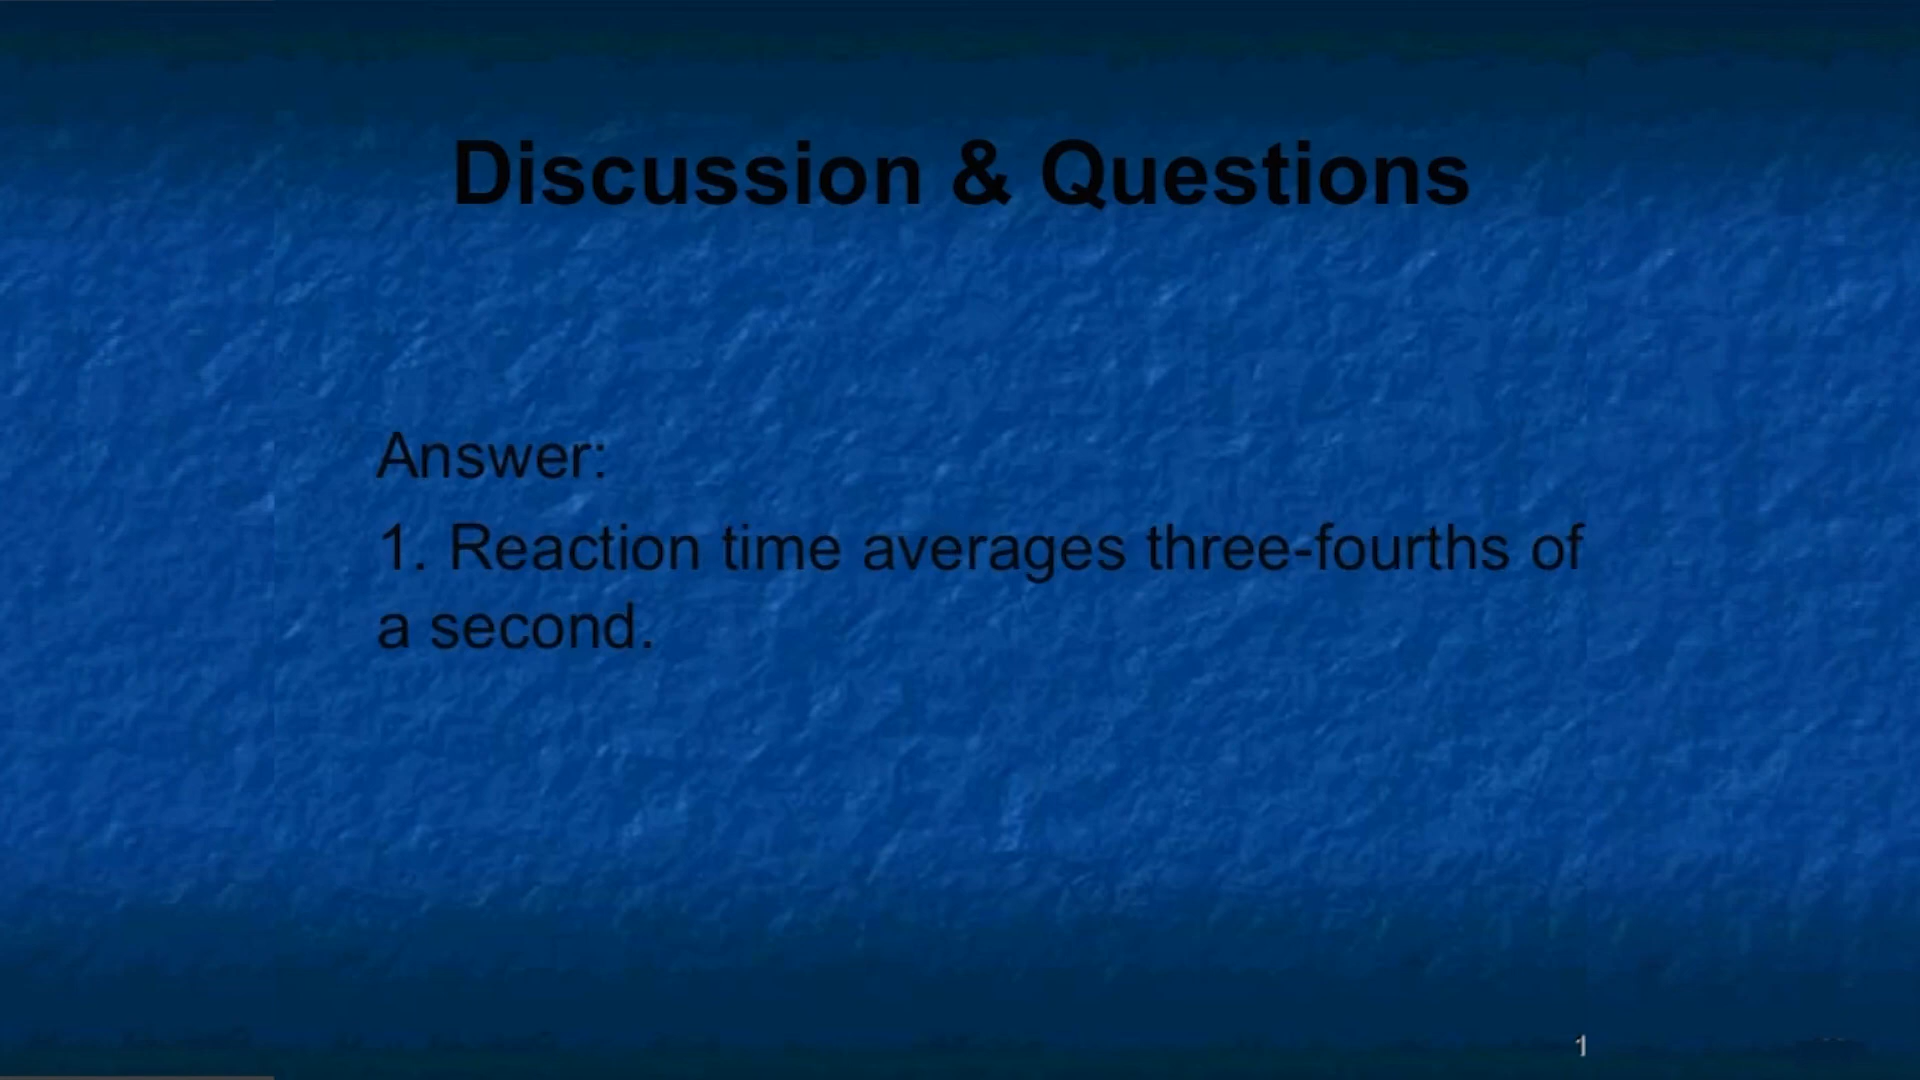 Discussion & Questions
Answer:
1. Reaction time averages three-fourths of
a second.
1